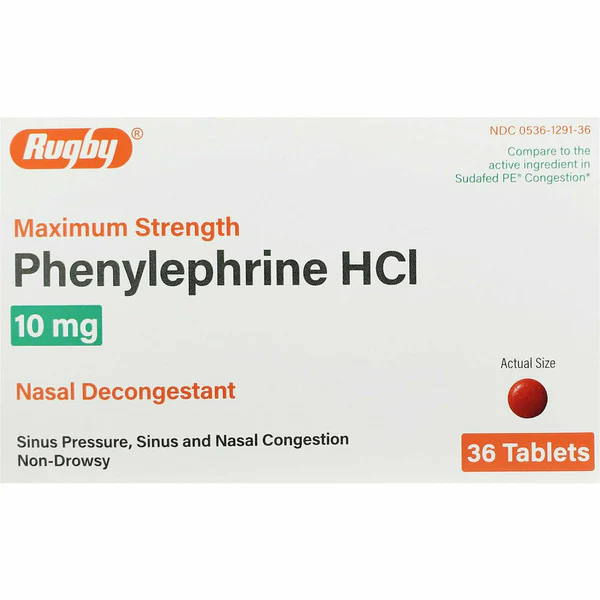 Rugby®
NDC 0536-1291-36
Compare to the
active ingredient in
Sudafed PE® Congestion*
Maximum Strength
Phenylephrine HCl
10 mg
Nasal Decongestant
Actual Size
Sinus Pressure, Sinus and Nasal Congestion
Non-Drowsy
36 Tablets